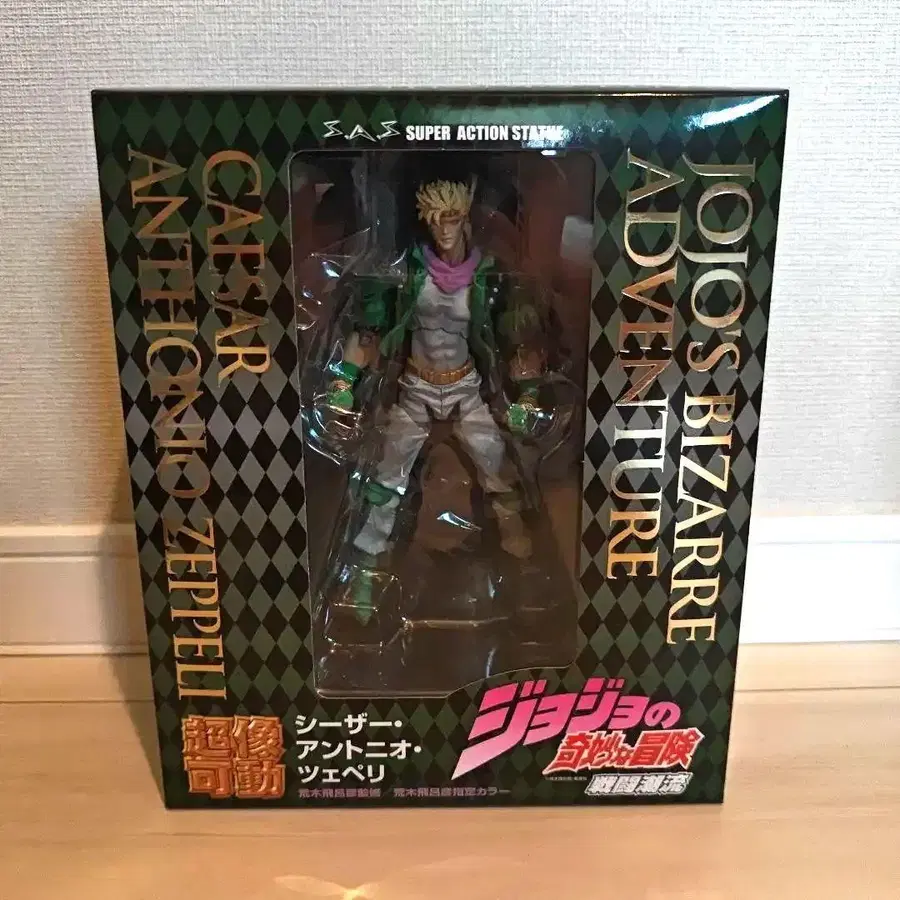 S.A.S SUPER ACTION STATUE
CAESAR
ANTHONIO ZEPPELI
JOJO'S BIZARRE
ADVENTURE
超像
可動
シーザー・
アントニオ・
ツェペリ
荒木飛呂彦監修／荒木飛呂彦指定カラー
ジョジョの
奇妙な冒険
戦闘潮流